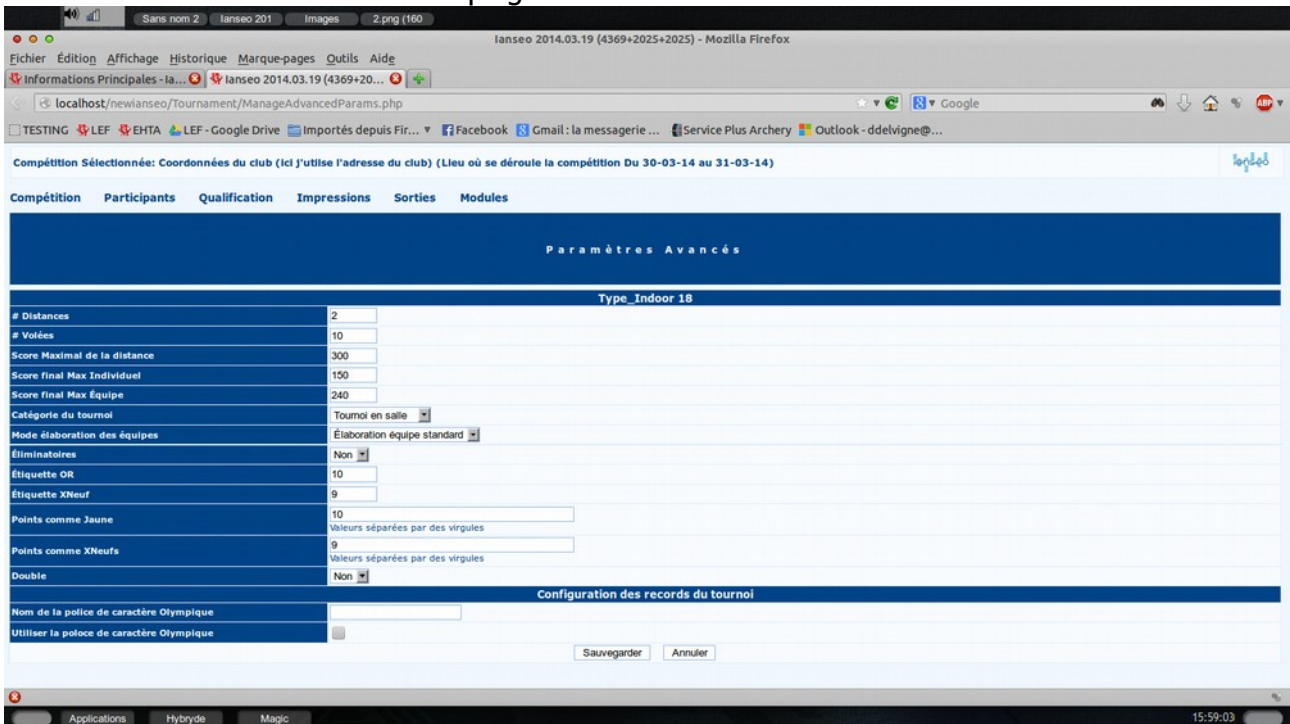 Sans nom 2 Ianseo 201 Images 2.png (160
Ianseo 2014.03.19 (4369+2025+2025) - Mozilla Firefox
Fichier Édition Affichage Historique Marque-pages Outils Aide
Informations Principales - Ia... Ianseo 2014.03.19 (4369+20...
localhost/newianseo/Tournament/ManageAdvancedParams.php Google
TESTING LEF EHTA LEF - Google Drive Importés depuis Fir... Facebook Gmail : la messagerie ... Service Plus Archery Outlook - ddelvigne@...
Compétition Sélectionnée: Coordonnées du club (ici j'utilse l'adresse du club) (Lieu où se déroule la compétition Du 30-03-14 au 31-03-14) ianseo
Compétition Participants Qualification Impressions Sorties Modules
Paramètres Avancés
Type_Indoor 18
# Distances 2
# Volées 10
Score Maximal de la distance 300
Score final Max Individuel 150
Score final Max Équipe 240
Catégorie du tournoi Tournoi en salle
Mode élaboration des équipes Élaboration équipe standard
Éliminatoires Non
Étiquette OR 10
Étiquette XNeuf 9
Points comme Jaune 10
Valeurs séparées par des virgules
Points comme XNeufs 9
Valeurs séparées par des virgules
Double Non
Configuration des records du tournoi
Nom de la police de caractère Olympique
Utiliser la poloce de caractère Olympique
Sauvegarder Annuler
Applications Hybryde Magic 15:59:03